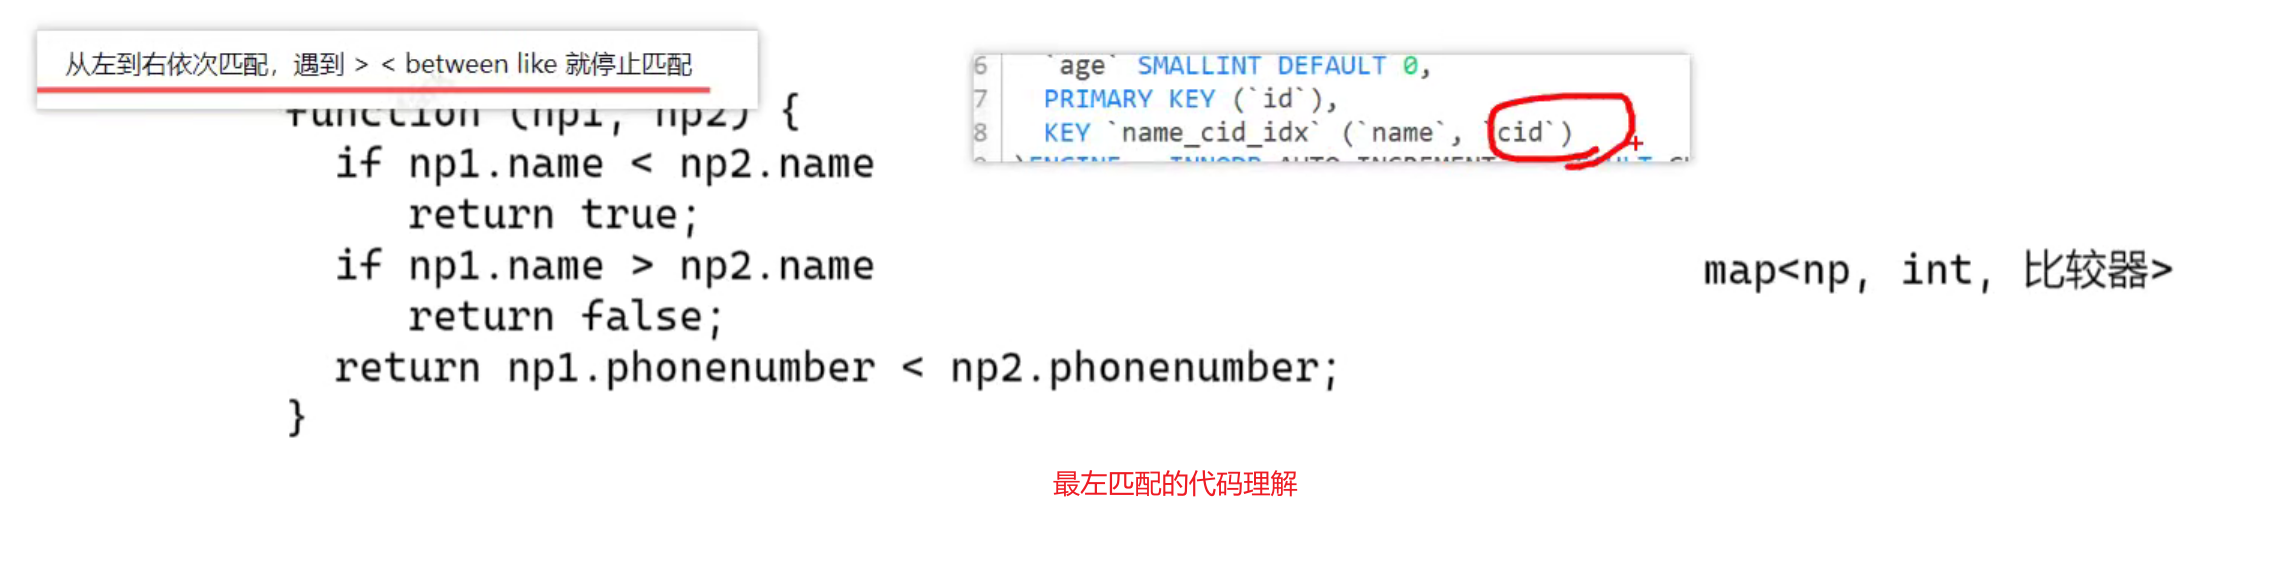 从左到右依次匹配，遇到 > < between like 就停止匹配
function (np1, np2) {
if np1.name < np2.name
return true;
if np1.name > np2.name
return false;
return np1.phonenumber < np2.phonenumber;
}
6 `age` SMALLINT DEFAULT 0,
7 PRIMARY KEY (`id`),
8 KEY `name_cid_idx` (`name`, `cid`)
)ENGINE INNODB AUTO_INCREMENT
map<np, int, 比较器>
最左匹配的代码理解